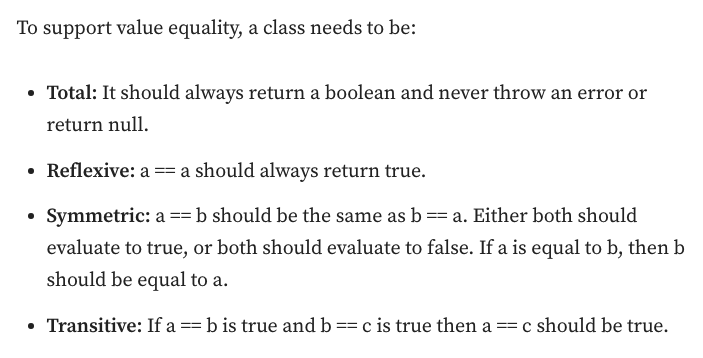 To support value equality, a class needs to be:
• Total: It should always return a boolean and never throw an error or
return null.
• Reflexive: a == a should always return true.
• Symmetric: a == b should be the same as b == a. Either both should
evaluate to true, or both should evaluate to false. If a is equal to b, then b
should be equal to a.
• Transitive: If a == b is true and b == c is true then a == c should be true.